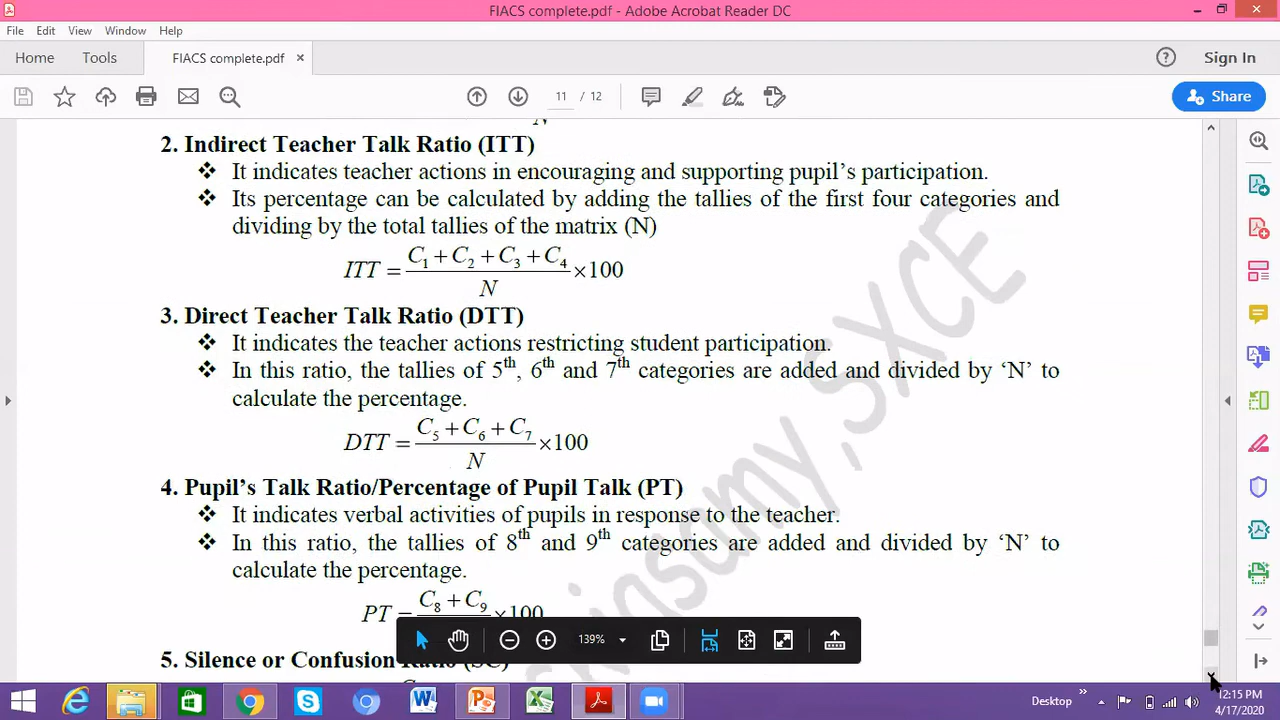 FIACS complete.pdf - Adobe Acrobat Reader DC
File Edit View Window Help
Home Tools FIACS complete.pdf × Sign In
11 / 12 Share
N
2. Indirect Teacher Talk Ratio (ITT)
❖ It indicates teacher actions in encouraging and supporting pupil’s participation.
❖ Its percentage can be calculated by adding the tallies of the first four categories and
dividing by the total tallies of the matrix (N)
ITT = (C₁ + C₂ + C₃ + C₄) / N × 100
3. Direct Teacher Talk Ratio (DTT)
❖ It indicates the teacher actions restricting student participation.
❖ In this ratio, the tallies of 5th, 6th and 7th categories are added and divided by ‘N’ to
calculate the percentage.
DTT = (C₅ + C₆ + C₇) / N × 100
4. Pupil’s Talk Ratio/Percentage of Pupil Talk (PT)
❖ It indicates verbal activities of pupils in response to the teacher.
❖ In this ratio, the tallies of 8th and 9th categories are added and divided by ‘N’ to
calculate the percentage.
PT = C₈ + C₉ × 100
139%
5. Silence or Confusion Ratio (SC)
Desktop
12:15 PM
4/17/2020